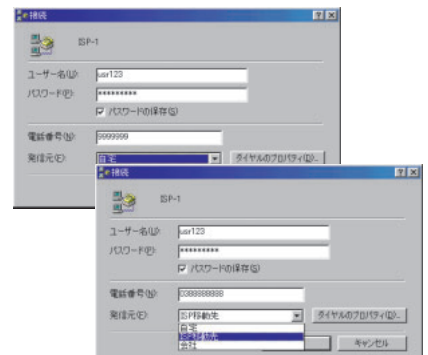 接続
ISP-1
ユーザー名(U): usr123
パスワード(P): *********
パスワードの保存(S)
電話番号(N): 9999999
発信元(F): 自宅 ダイヤルのプロパティ(D)...
接続
ISP-1
ユーザー名(U): usr123
パスワード(P): *********
パスワードの保存(S)
電話番号(N): 0388888888
発信元(F): ISP移動先 ダイヤルのプロパティ(D)...
自宅
ISP移動先
会社
キャンセル